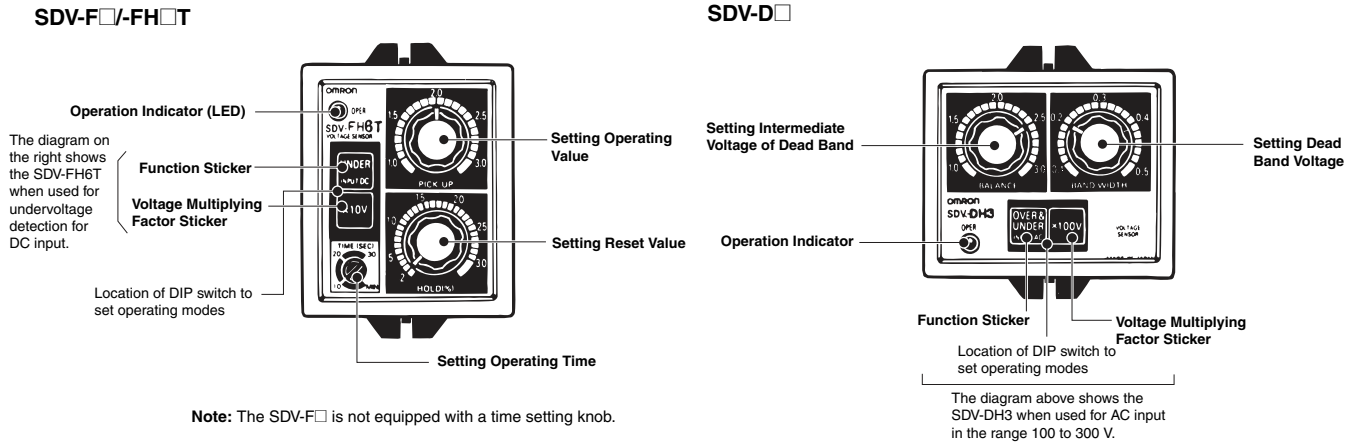 SDV-F□/-FH□T
Operation Indicator (LED)
The diagram on
the right shows
the SDV-FH6T
when used for
undervoltage
detection for
DC input.
Function Sticker
Voltage Multiplying
Factor Sticker
Location of DIP switch to
set operating modes
OMRON
OPER
SDV-FH6T
VOLTAGE SENSOR
UNDER
INPUT DC
×10V
TIME (SEC)
20 30
10 MIN
1.0 1.5 2.0 2.5 3.0
PICK UP
2 5 10 15 20 25 30
HOLD(%)
Setting Operating
Value
Setting Reset Value
Setting Operating Time
Note: The SDV-F□ is not equipped with a time setting knob.
SDV-D□
Setting Intermediate
Voltage of Dead Band
Operation Indicator
1.0 1.5 2.0 2.5 3.0
BALANCE
0.1 0.2 0.3 0.4 0.5
BAND WIDTH
OMRON
SDV-DH3
OPER
OVER &
UNDER
×100V
VOLTAGE
SENSOR
MADE IN JAPAN
Setting Dead
Band Voltage
Function Sticker
Voltage Multiplying
Factor Sticker
Location of DIP switch to
set operating modes
The diagram above shows the
SDV-DH3 when used for AC input
in the range 100 to 300 V.